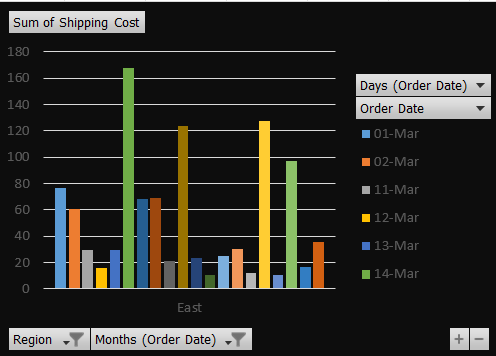 Sum of Shipping Cost
180
160
140
120
100
80
60
40
20
0
East
Days (Order Date)
Order Date
01-Mar
02-Mar
11-Mar
12-Mar
13-Mar
14-Mar
Region
Months (Order Date)
+ -